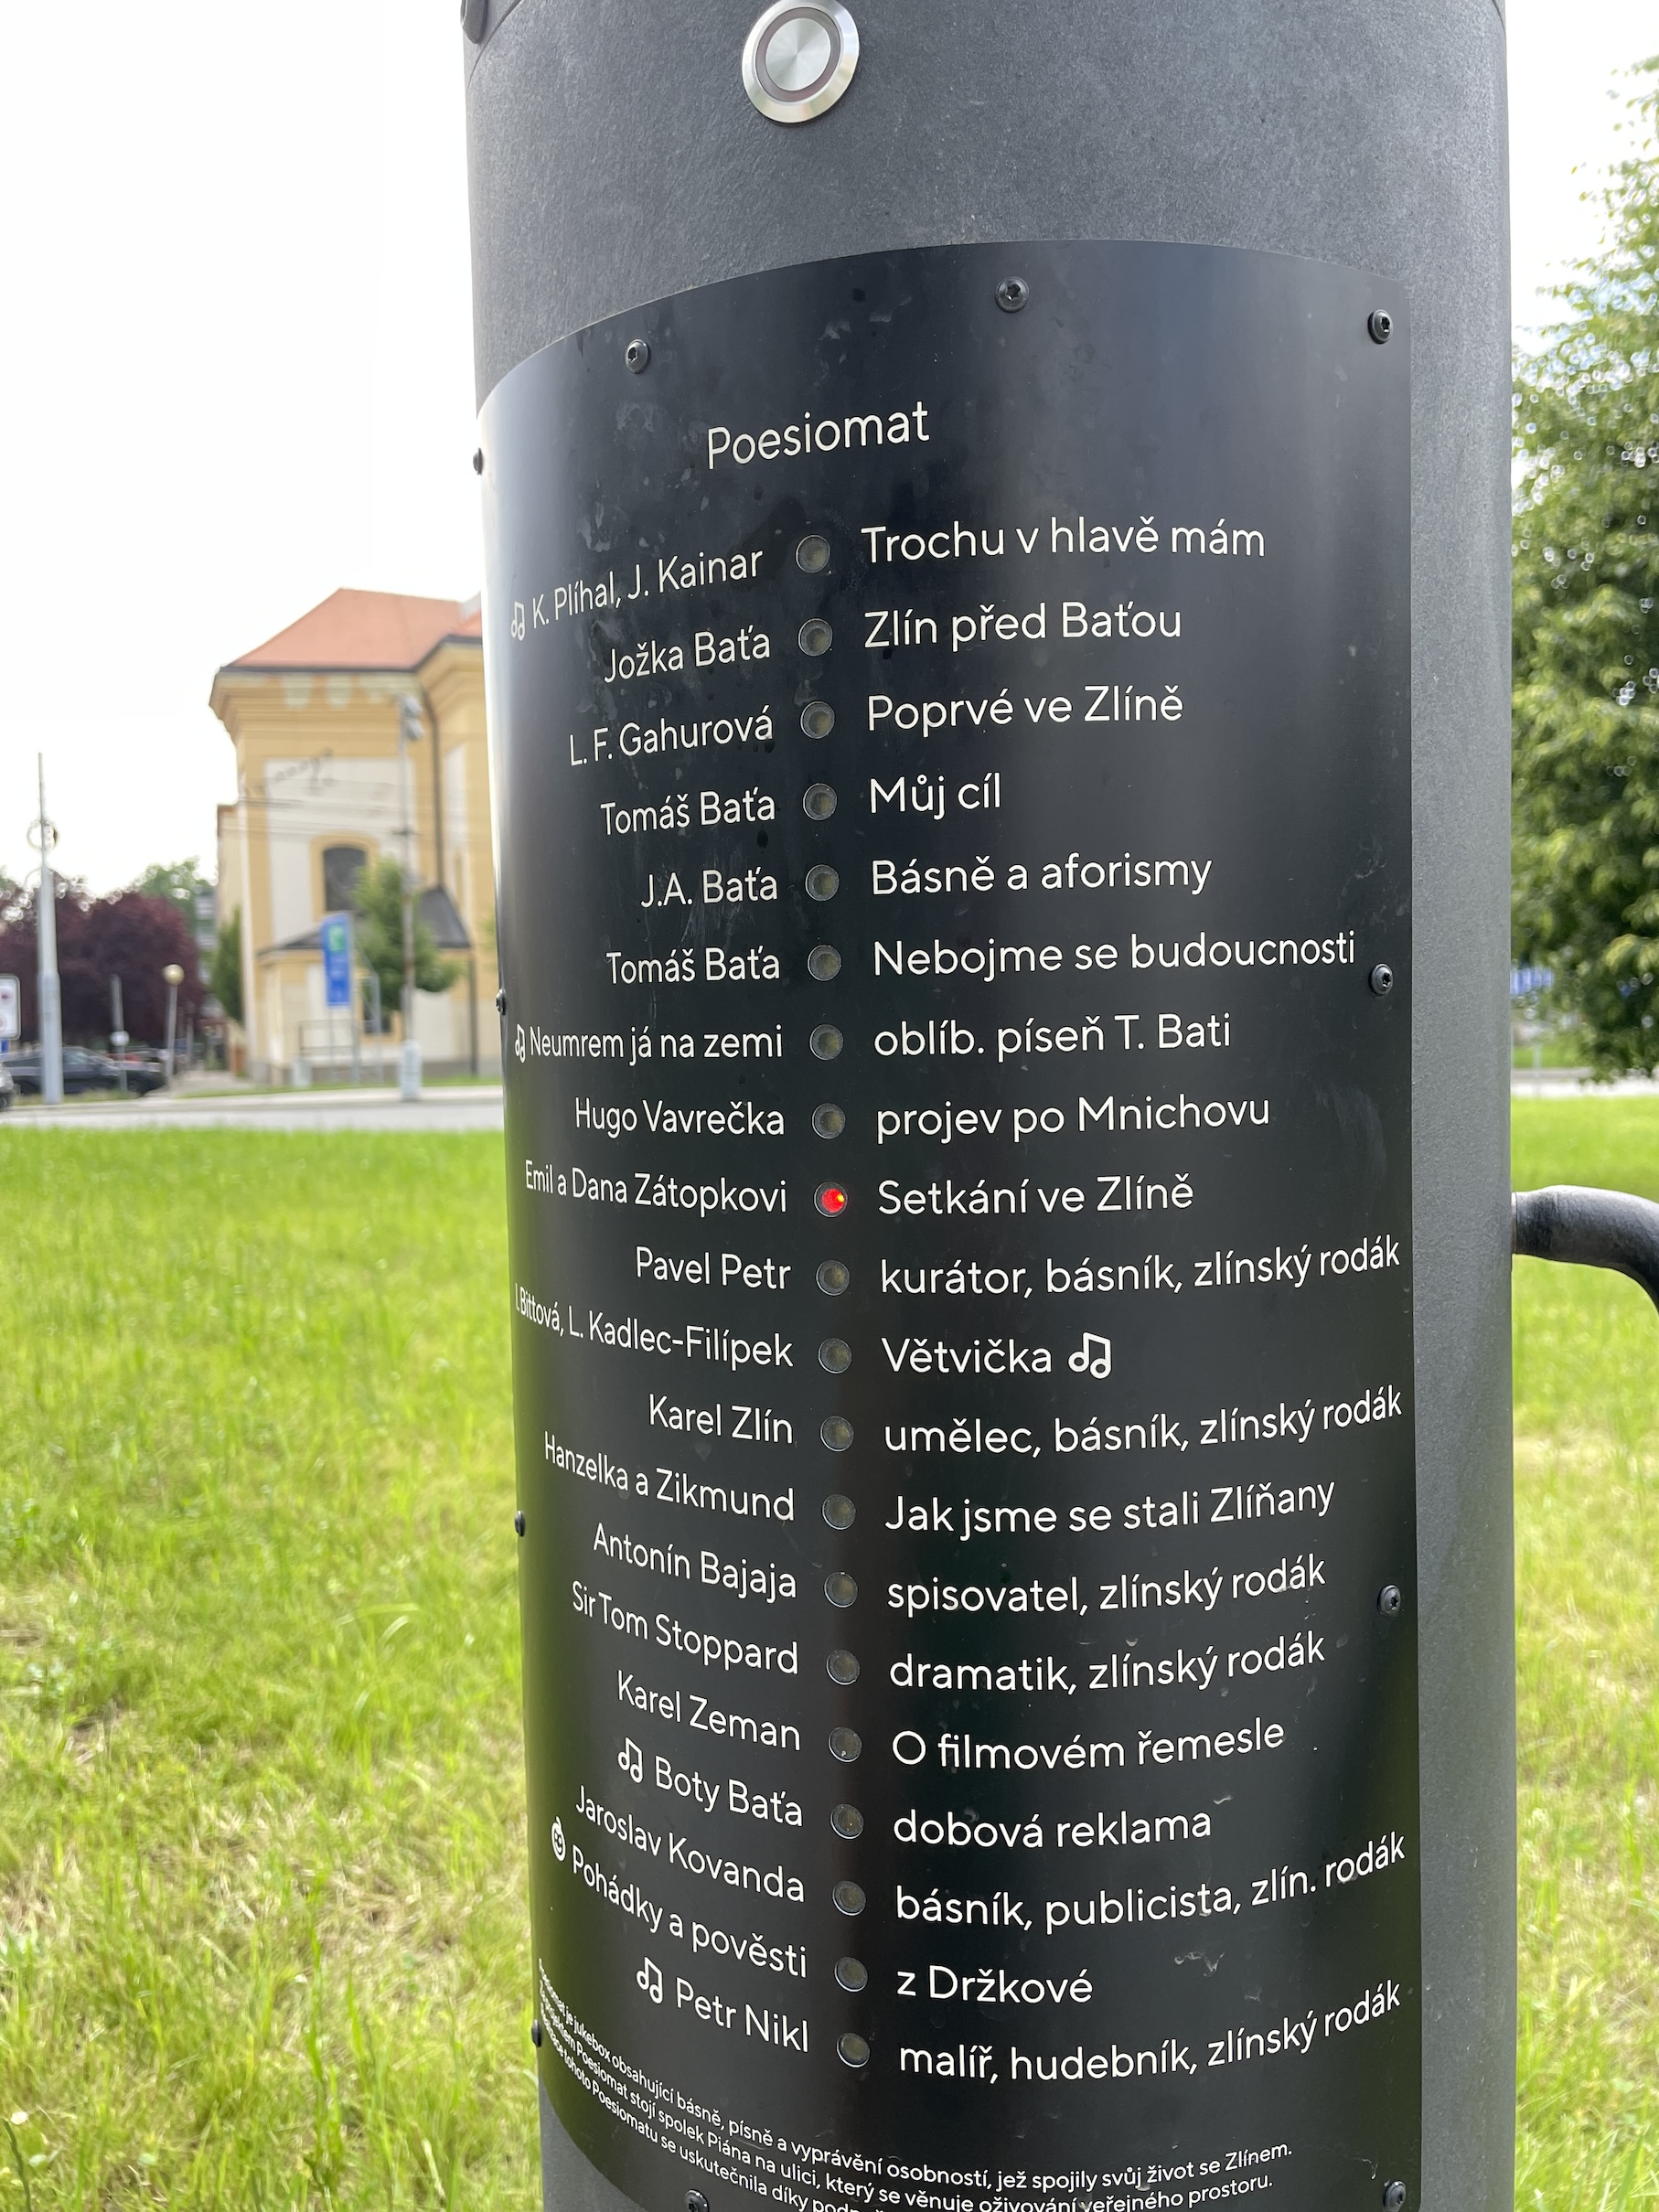 Poesiomat
K. Plíhal, J. Kainar Trochu v hlavě mám
Jožka Baťa Zlín před Baťou
L. F. Gahurová Poprvé ve Zlíně
Tomáš Baťa Můj cíl
J.A. Baťa Básně a aforismy
Tomáš Baťa Nebojme se budoucnosti
Neumrem já na zemi oblíb. píseň T. Bati
Hugo Vavrečka projev po Mnichovu
Emil a Dana Zátopkovi Setkání ve Zlíně
Pavel Petr kurátor, básník, zlínský rodák
I. Bittová, L. Kadlec-Filípek Větvička
Karel Zlín umělec, básník, zlínský rodák
Hanzelka a Zikmund Jak jsme se stali Zlíňany
Antonín Bajaja spisovatel, zlínský rodák
Sir Tom Stoppard dramatik, zlínský rodák
Karel Zeman O filmovém řemesle
Boty Baťa dobová reklama
Jaroslav Kovanda básník, publicista, zlín. rodák
Pohádky a pověsti z Držkové
Petr Nikl malíř, hudebník, zlínský rodák
Poesiomat je jukebox obsahující básně, písně a vyprávění osobností, jež spojily svůj život se Zlínem.
Za projektem Poesiomat stojí spolek Piána na ulici, který se věnuje oživování veřejného prostoru.
tohoto Poesiomatu se uskutečnila díky